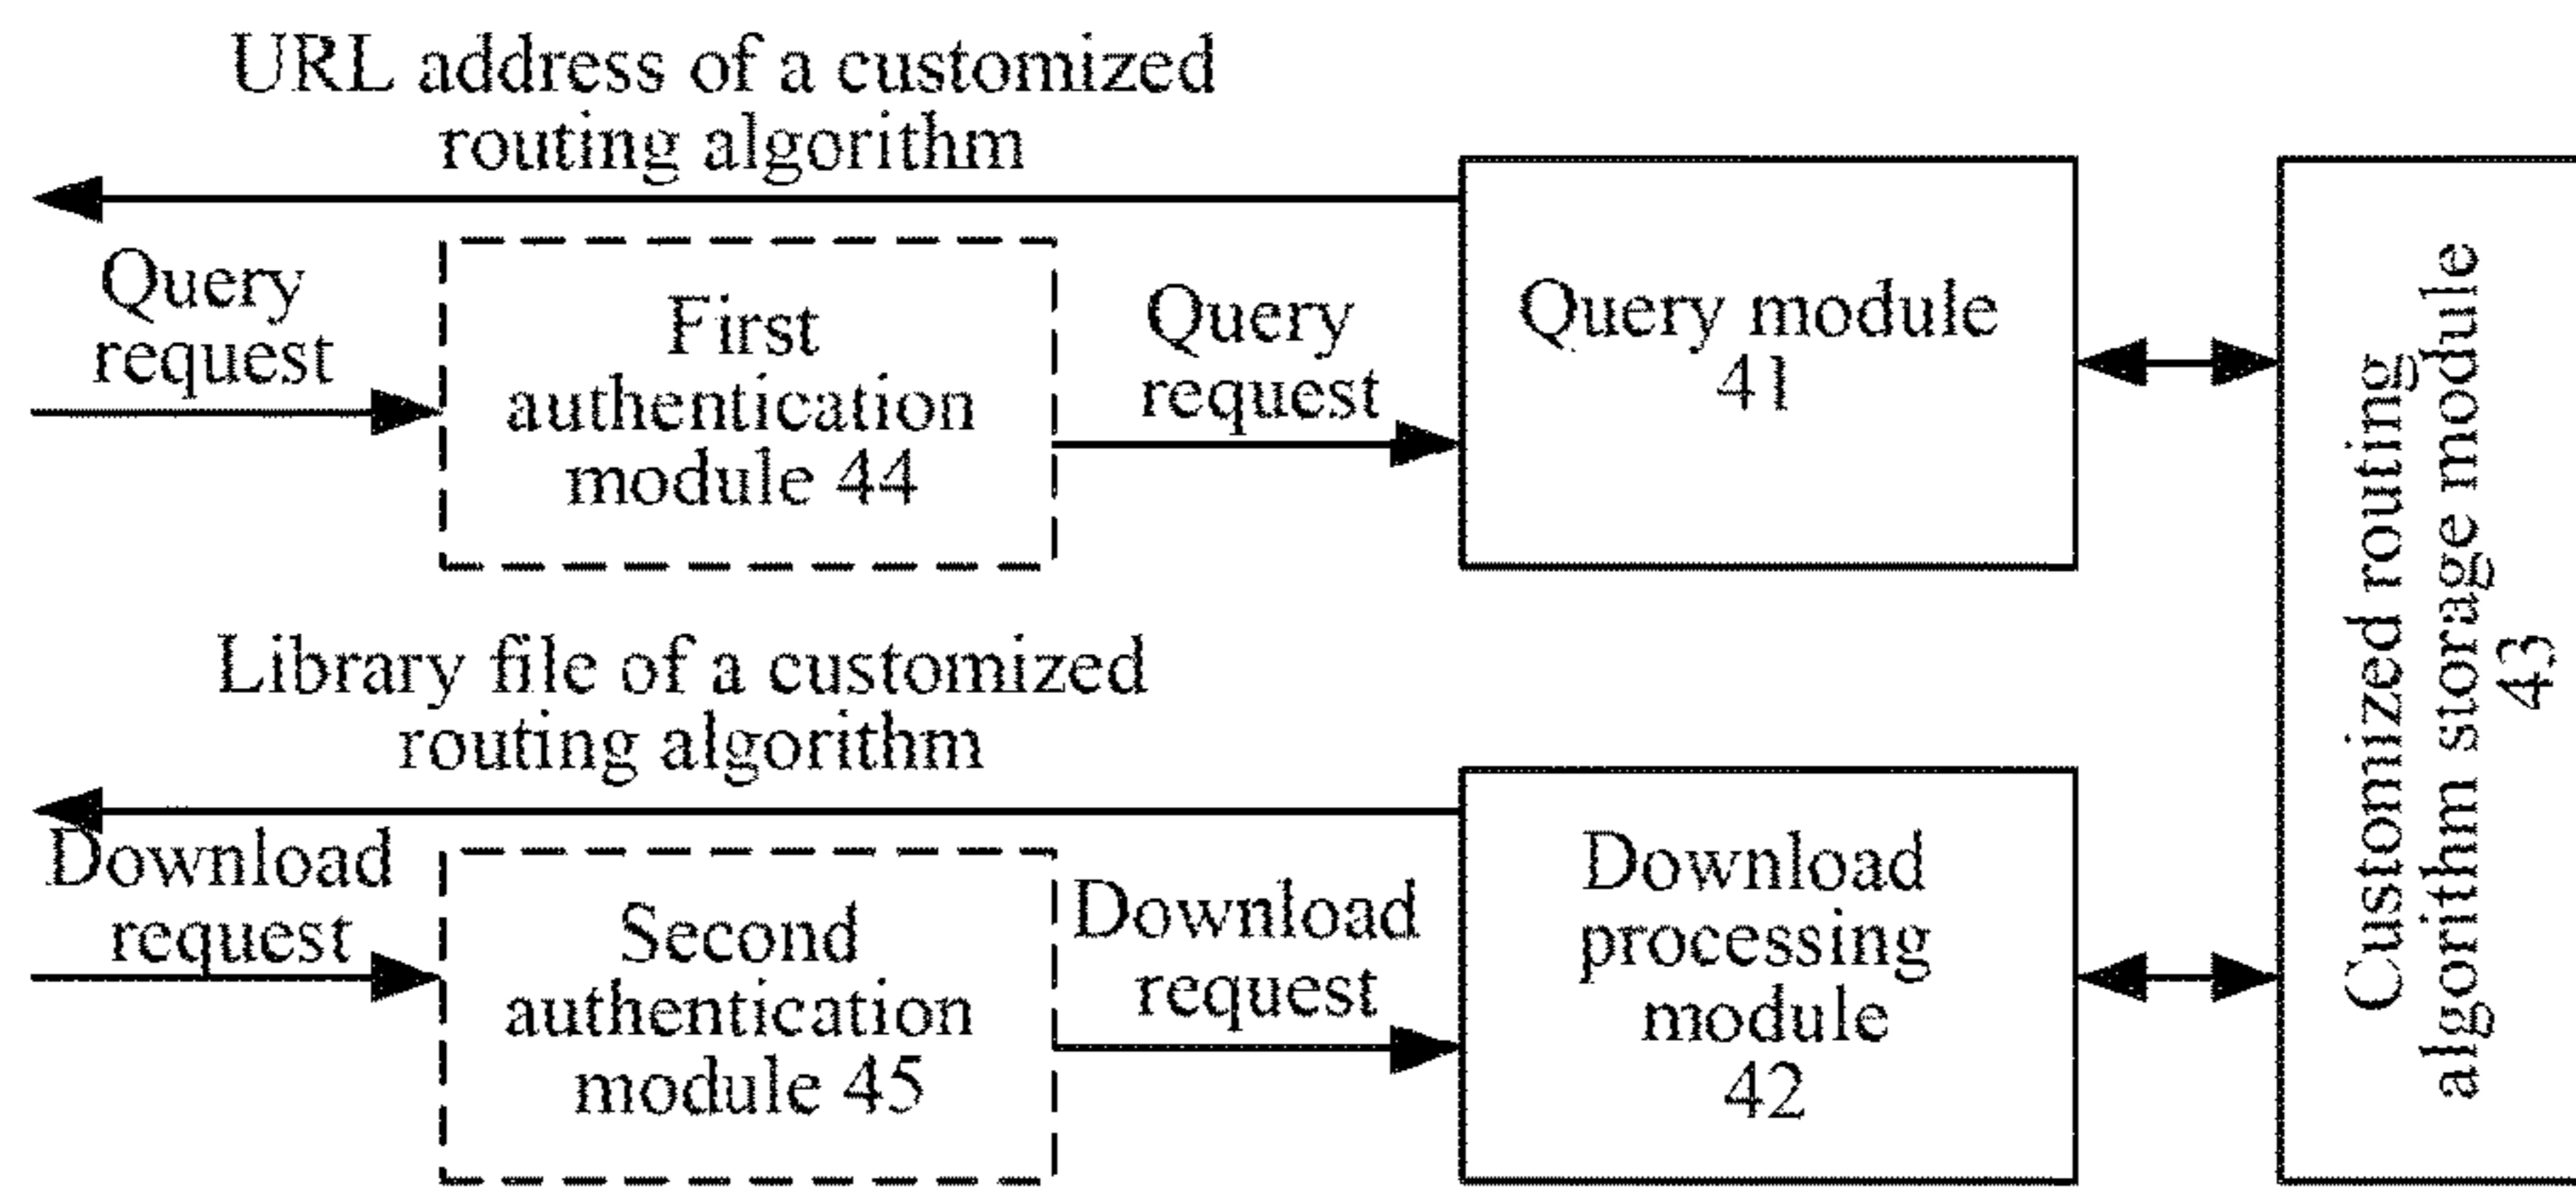 URL address of a customized
routing algorithm
Query
request
First
authentication
module 44
Query
request
Query module
41
Library file of a customized
routing algorithm
Download
request
Second
authentication
module 45
Download
request
Download
processing
module
42
Customized routing
algorithm storage module
43